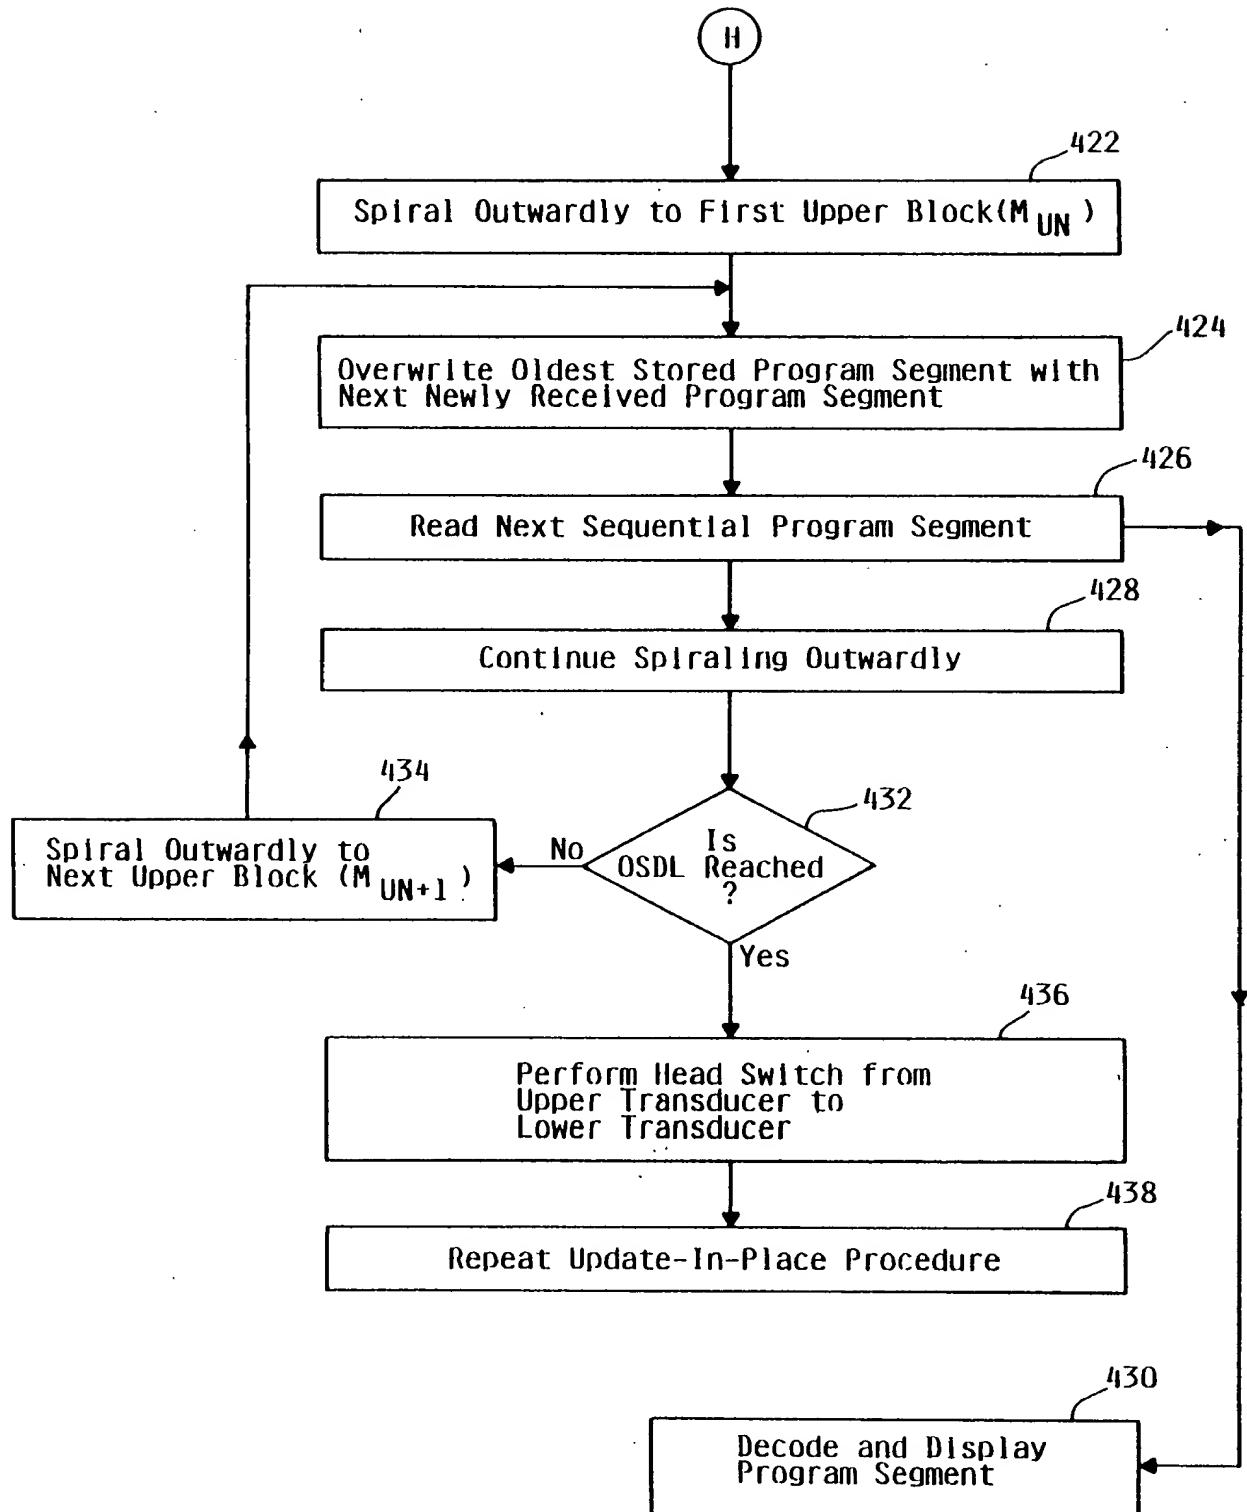 H
422
Spiral Outwardly to First Upper Block(M UN )
424
Overwrite Oldest Stored Program Segment with
Next Newly Received Program Segment
426
Read Next Sequential Program Segment
428
Continue Spiraling Outwardly
434
432
Spiral Outwardly to
Next Upper Block (M UN+1 )
No
Is
OSDL Reached
?
Yes
436
Perform Head Switch from
Upper Transducer to
Lower Transducer
438
Repeat Update-In-Place Procedure
430
Decode and Display
Program Segment